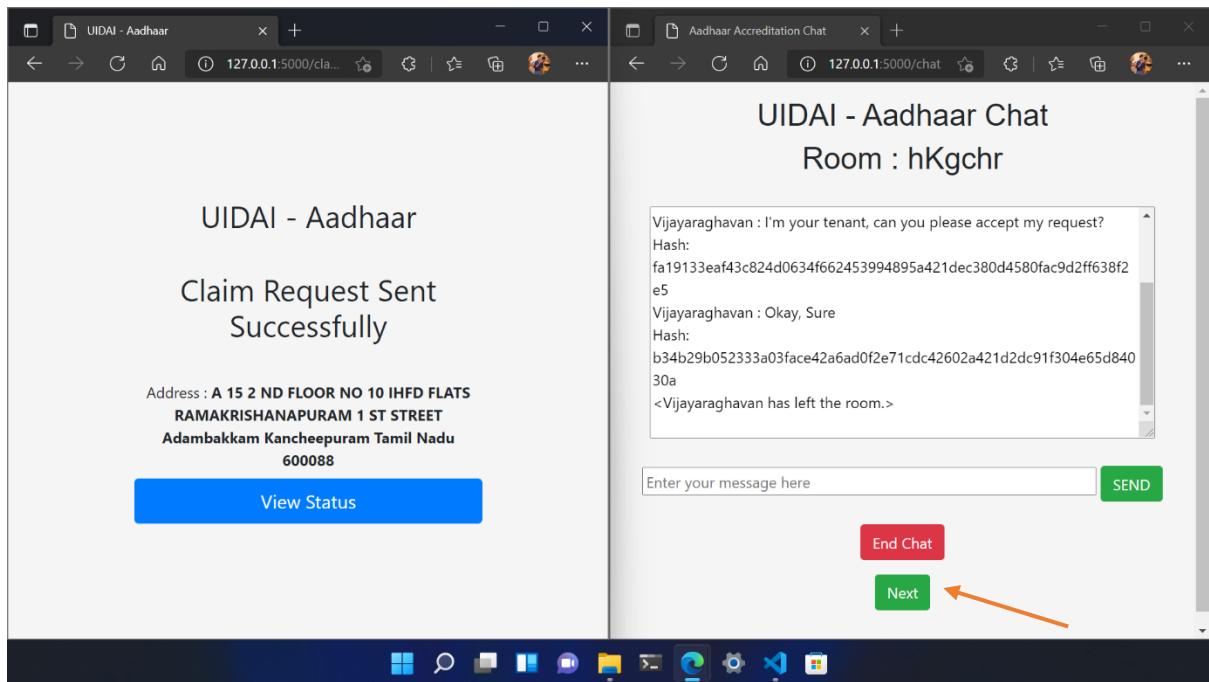 UIDAI - Aadhaar
127.0.0.1:5000/cla...
UIDAI - Aadhaar
Claim Request Sent
Successfully
Address : A 15 2 ND FLOOR NO 10 IHFD FLATS
RAMAKRISHANAPURAM 1 ST STREET
Adambakkam Kancheepuram Tamil Nadu
600088
View Status
Aadhaar Accreditation Chat
127.0.0.1:5000/chat
UIDAI - Aadhaar Chat
Room : hKgchr
Vijayaraghavan : I'm your tenant, can you please accept my request?
Hash:
fa19133eaf43c824d0634f662453994895a421dec380d4580fac9d2ff638f2
e5
Vijayaraghavan : Okay, Sure
Hash:
b34b29b052333a03face42a6ad0f2e71cdc42602a421d2dc91f304e65d840
30a
<Vijayaraghavan has left the room.>
Enter your message here
SEND
End Chat
Next